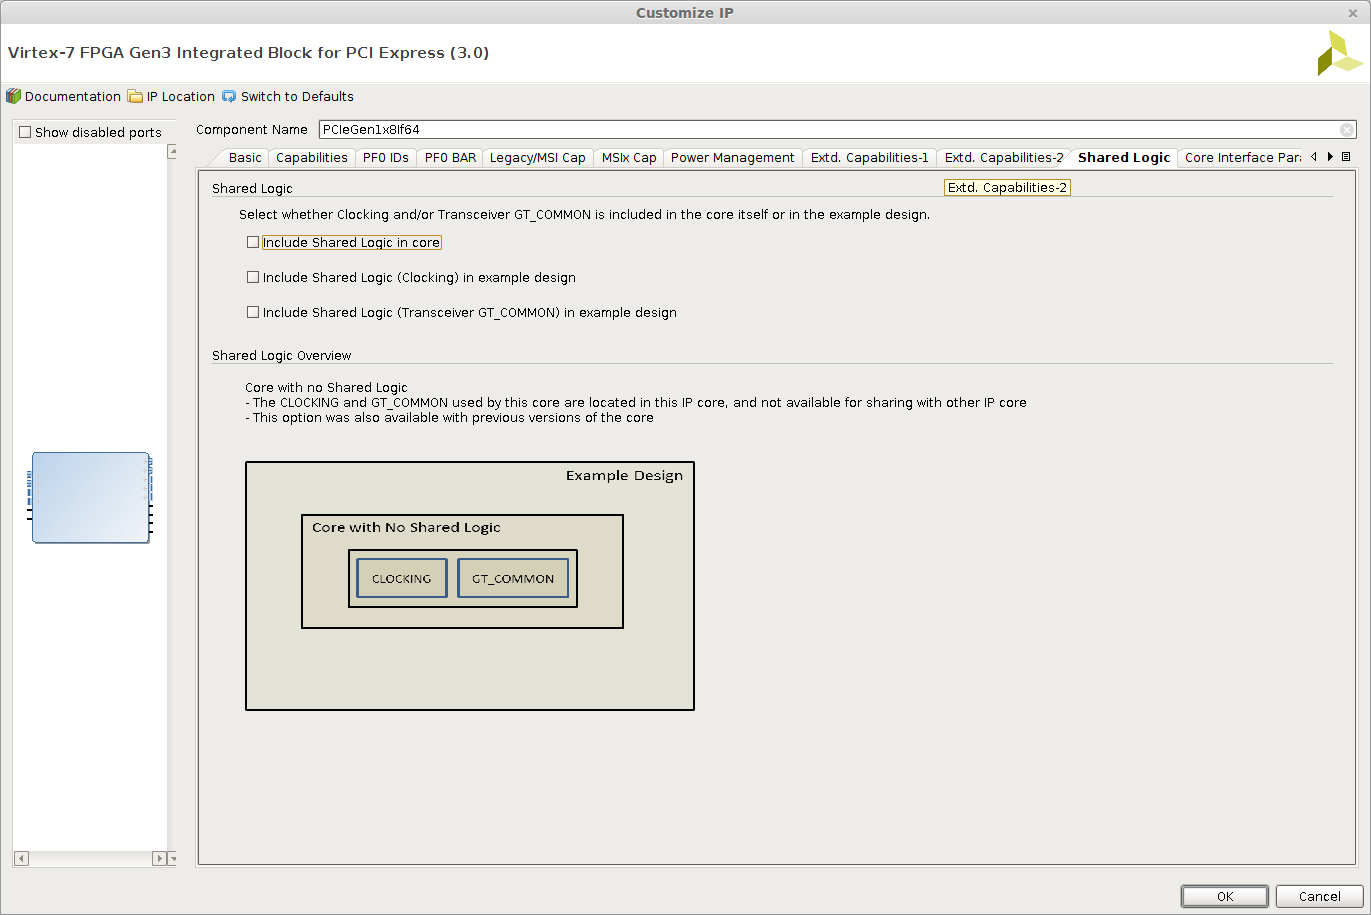 Customize IP
Virtex-7 FPGA Gen3 Integrated Block for PCI Express (3.0)
Documentation IP Location Switch to Defaults
Show disabled ports
Component Name PCIeGen1x8If64
Basic Capabilities PF0 IDs PF0 BAR Legacy/MSI Cap MSIx Cap Power Management Extd. Capabilities-1 Extd. Capabilities-2 Shared Logic Core Interface Para
Shared Logic
Extd. Capabilities-2
Select whether Clocking and/or Transceiver GT_COMMON is included in the core itself or in the example design.
Include Shared Logic in core
Include Shared Logic (Clocking) in example design
Include Shared Logic (Transceiver GT_COMMON) in example design
Shared Logic Overview
Core with no Shared Logic
- The CLOCKING and GT_COMMON used by this core are located in this IP core, and not available for sharing with other IP core
- This option was also available with previous versions of the core
Example Design
Core with No Shared Logic
CLOCKING GT_COMMON
OK Cancel